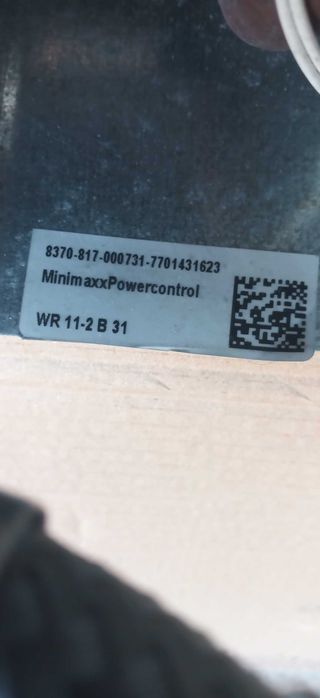 8370-817-000731-7701431623
MinimaxxPowercontrol
WR 11-2 B 31